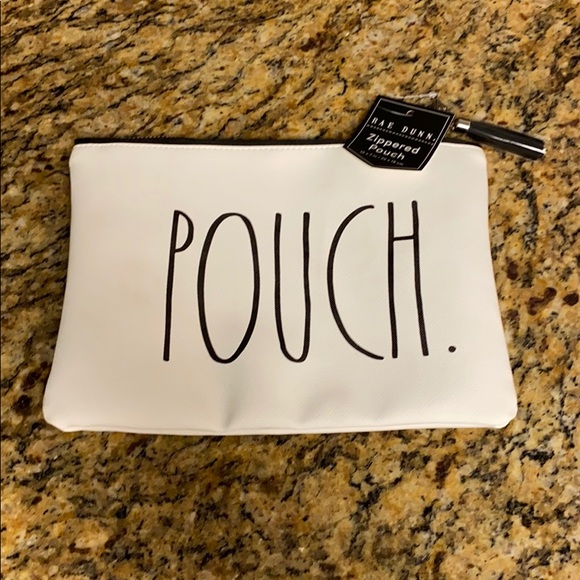 RAE DUNN.
Zippered
Pouch
POUCH.